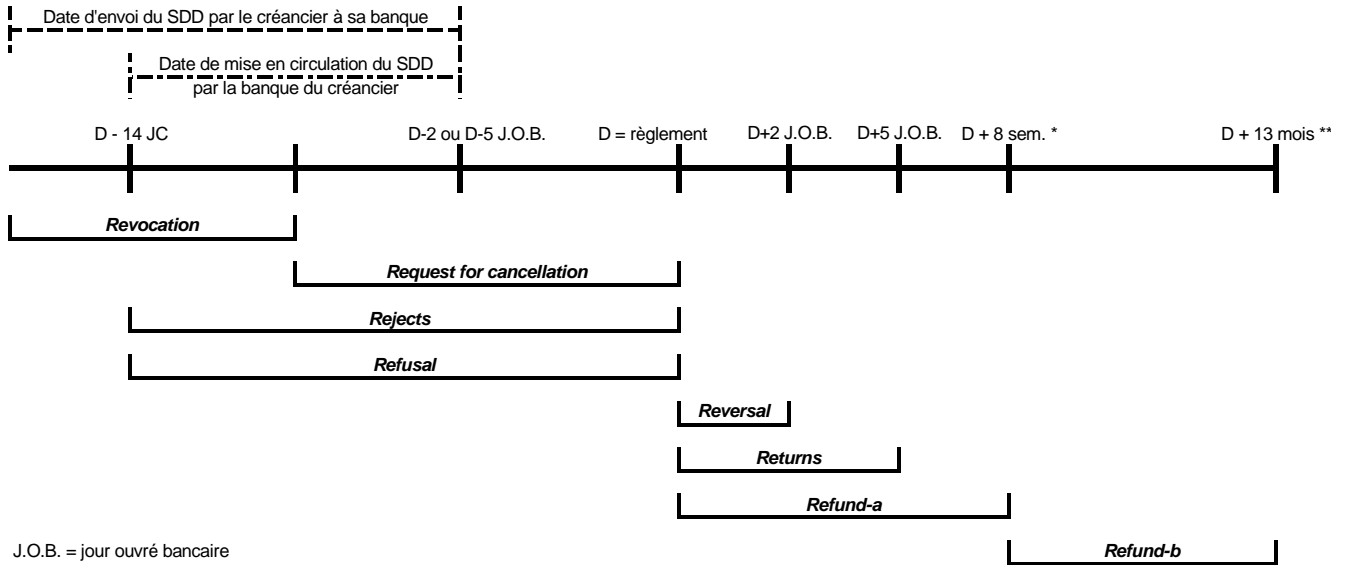 Date d'envoi du SDD par le créancier à sa banque
Date de mise en circulation du SDD
par la banque du créancier
D - 14 JC
D-2 ou D-5 J.O.B.
D = règlement
D+2 J.O.B.
D+5 J.O.B.
D + 8 sem. *
D + 13 mois **
Revocation
Request for cancellation
Rejects
Refusal
Reversal
Returns
Refund-a
J.O.B. = jour ouvré bancaire
Refund-b